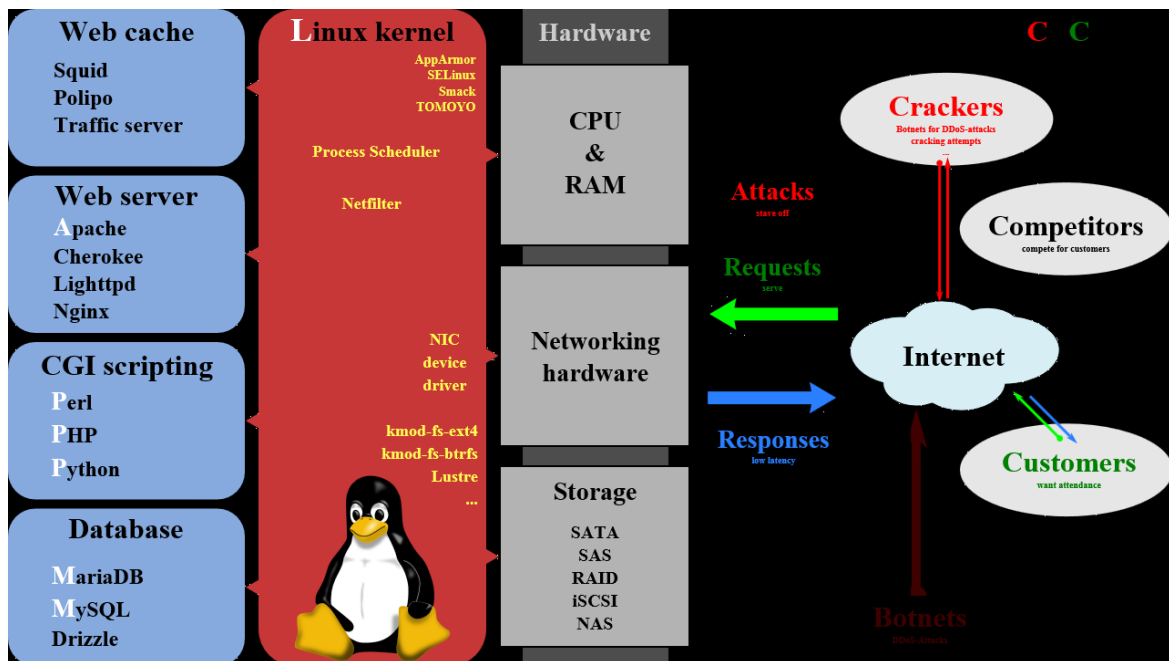 Web cache
Squid
Polipo
Traffic server
Web server
Apache
Cherokee
Lighttpd
Nginx
CGI scripting
Perl
PHP
Python
Database
MariaDB
MySQL
Drizzle
Linux kernel
AppArmor
SELinux
Smack
TOMOYO
Process Scheduler
Netfilter
NIC
device
driver
kmod-fs-ext4
kmod-fs-btrfs
Lustre
...
Hardware
CPU
&
RAM
Networking
hardware
Storage
SATA
SAS
RAID
iSCSI
NAS
Attacks
stave off
Requests
serve
Responses
low latency
C C
Crackers
Botnets for DDoS-attacks
cracking attempts
...
Competitors
compete for customers
Internet
Customers
want attendance
Botnets
DDoS-Attacks